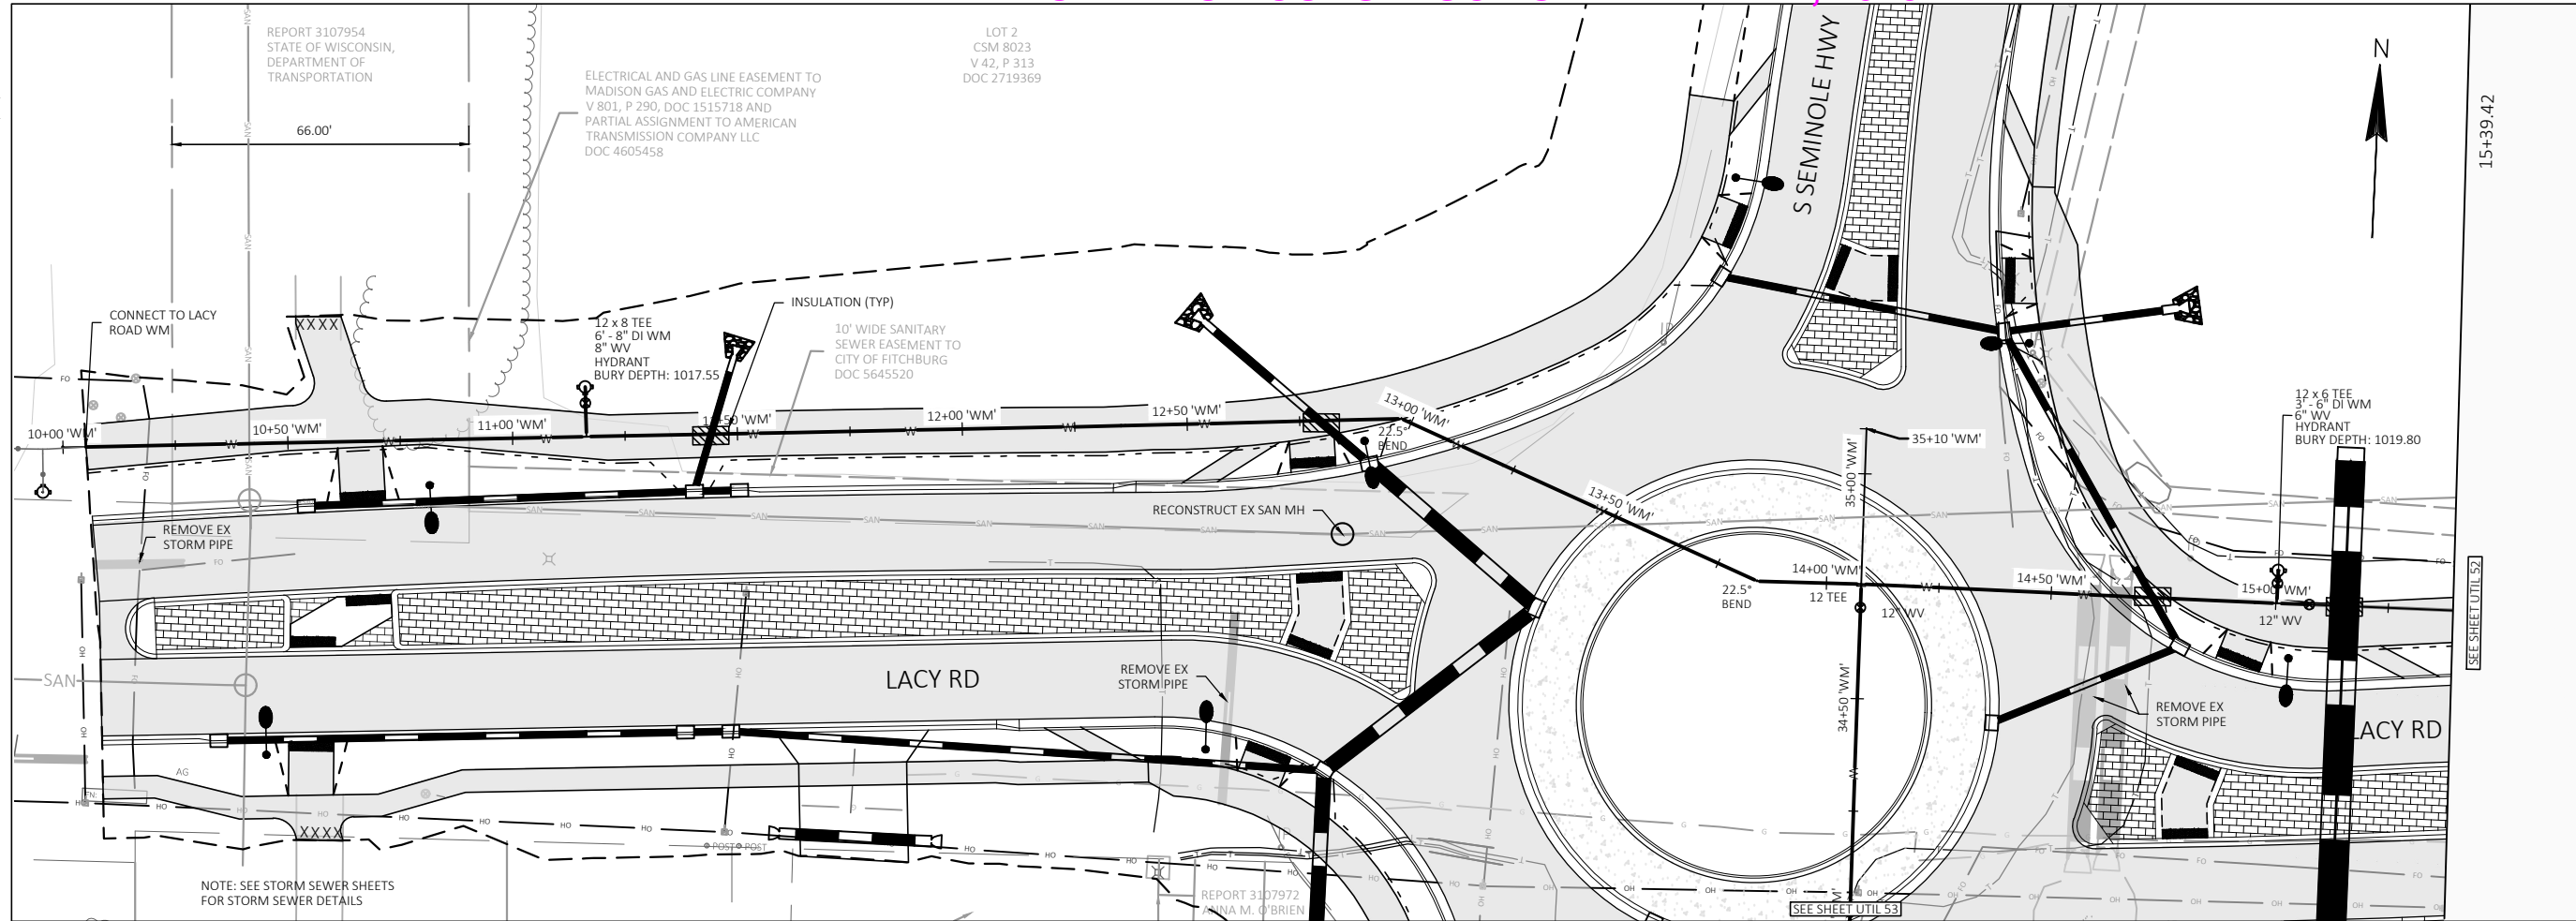 REPORT 3107954
STATE OF WISCONSIN,
DEPARTMENT OF
TRANSPORTATION
66.00'
ELECTRICAL AND GAS LINE EASEMENT TO
MADISON GAS AND ELECTRIC COMPANY
V 801, P 290, DOC 1515718 AND
PARTIAL ASSIGNMENT TO AMERICAN
TRANSMISSION COMPANY LLC
DOC 4605458
LOT 2
CSM 8023
V 42, P 313
DOC 2719369
S SEMINOLE HWY
N
15+39.42
CONNECT TO LACY
ROAD WM
XXXX
12 x 8 TEE
6' - 8" DI WM
8" WV
HYDRANT
BURY DEPTH: 1017.55
INSULATION (TYP)
10' WIDE SANITARY
SEWER EASEMENT TO
CITY OF FITCHBURG
DOC 5645520
10+00 'WM'
10+50 'WM'
11+00 'WM'
12+00 'WM'
12+50 'WM'
13+00 'WM'
22.5°
BEND
13+50 'WM'
35+10 'WM'
35+00 'WM'
12 x 6 TEE
3' - 6" DI WM
6" WV
HYDRANT
BURY DEPTH: 1019.80
REMOVE EX
STORM PIPE
RECONSTRUCT EX SAN MH
22.5°
BEND
14+00 'WM'
12 TEE
12" WV
14+50 'WM'
15+00 'WM'
12" WV
SEE SHEET UTIL 52
SAN
LACY RD
REMOVE EX
STORM PIPE
34+50 'WM'
REMOVE EX
STORM PIPE
LACY RD
AG
XXXX
POST POST
NOTE: SEE STORM SEWER SHEETS
FOR STORM SEWER DETAILS
REPORT 3107972
ANNA M. O'BRIEN
SEE SHEET UTIL 53